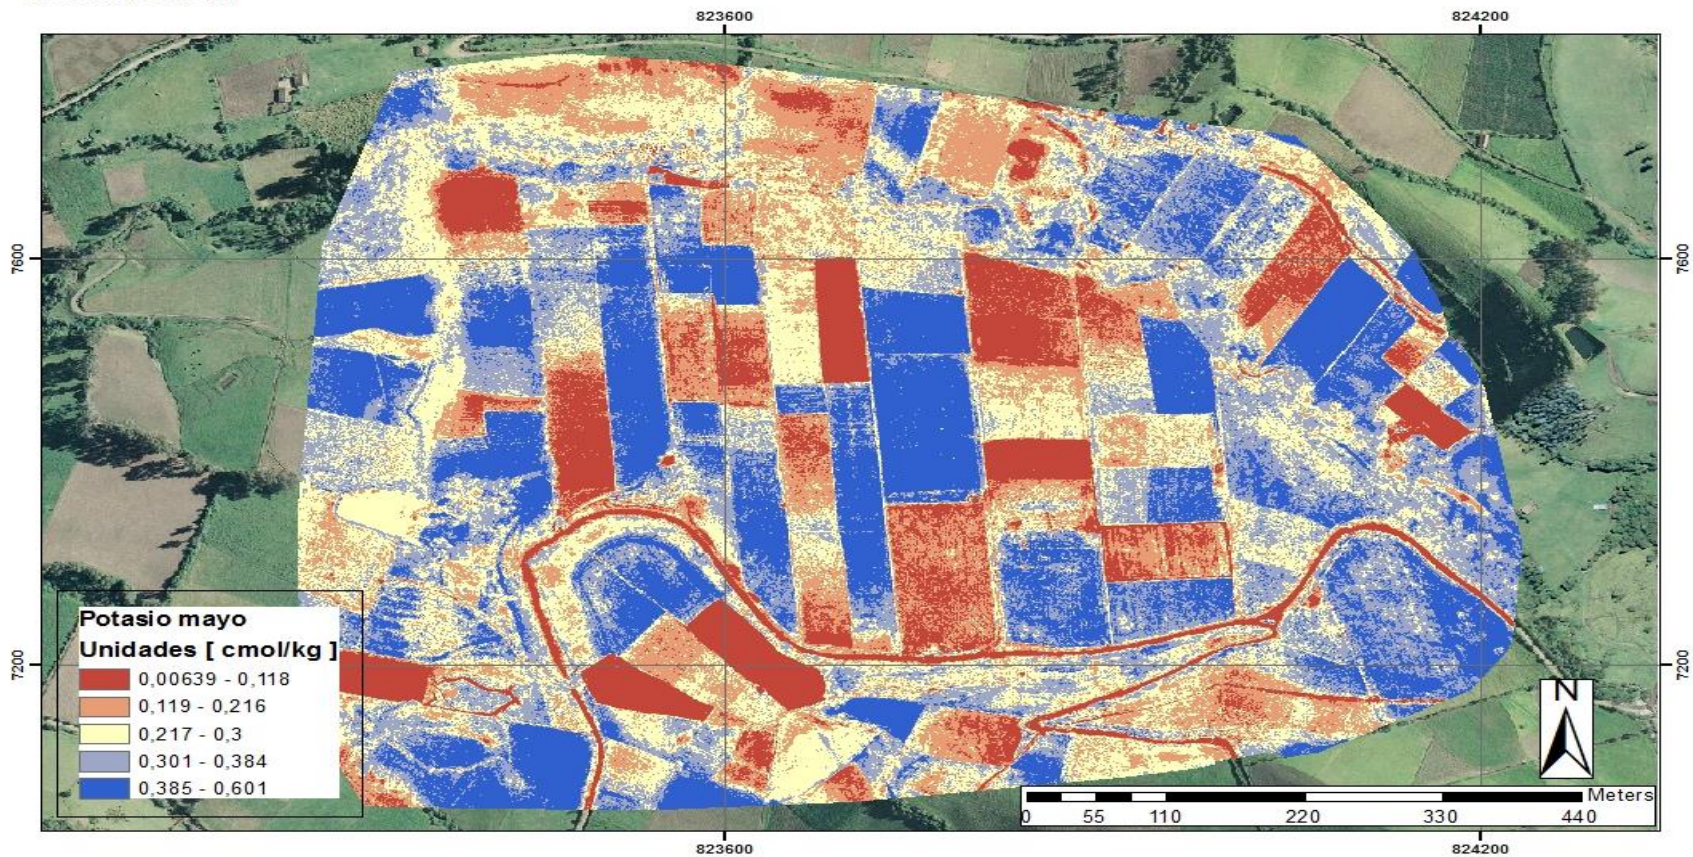 823600 824200
7600 7600
7200 7200
Potasio mayo
Unidades [ cmol/kg ]
0,00639 - 0,118
0,119 - 0,216
0,217 - 0,3
0,301 - 0,384
0,385 - 0,601
N
Meters
0 55 110 220 330 440
823600 824200